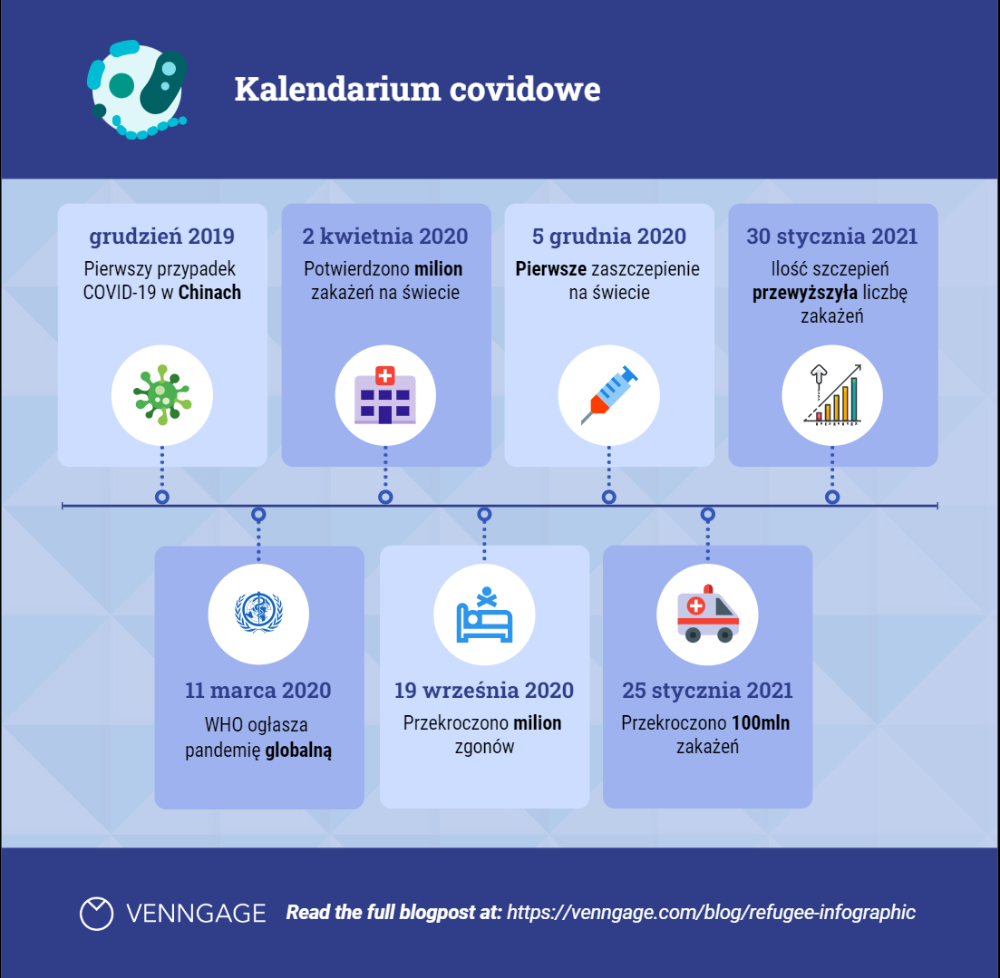 Kalendarium covidowe
grudzień 2019
Pierwszy przypadek
COVID-19 w Chinach
2 kwietnia 2020
Potwierdzono milion
zakażeń na świecie
5 grudnia 2020
Pierwsze zaszczepienie
na świecie
30 stycznia 2021
Ilość szczepień
przewyższyła liczbę
zakażeń
11 marca 2020
WHO ogłasza
pandemię globalną
19 września 2020
Przekroczono milion
zgonów
25 stycznia 2021
Przekroczono 100mln
zakażeń
VENNGAGE Read the full blogpost at: https://venngage.com/blog/refugee-infographic